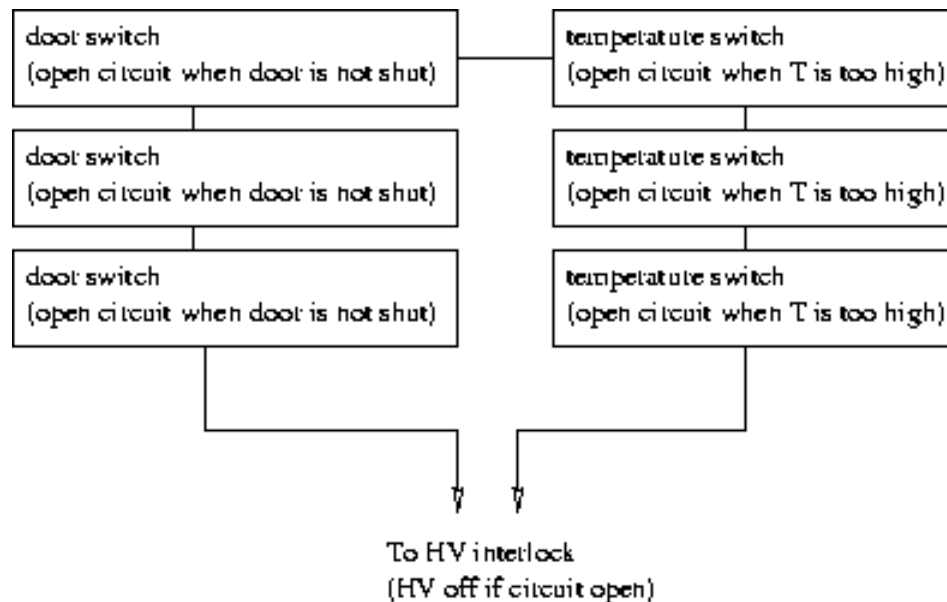 door switch
(open circuit when door is not shut)
door switch
(open circuit when door is not shut)
door switch
(open circuit when door is not shut)
temperature switch
(open circuit when T is too high)
temperature switch
(open circuit when T is too high)
temperature switch
(open circuit when T is too high)
To HV interlock
(HV off if circuit open)